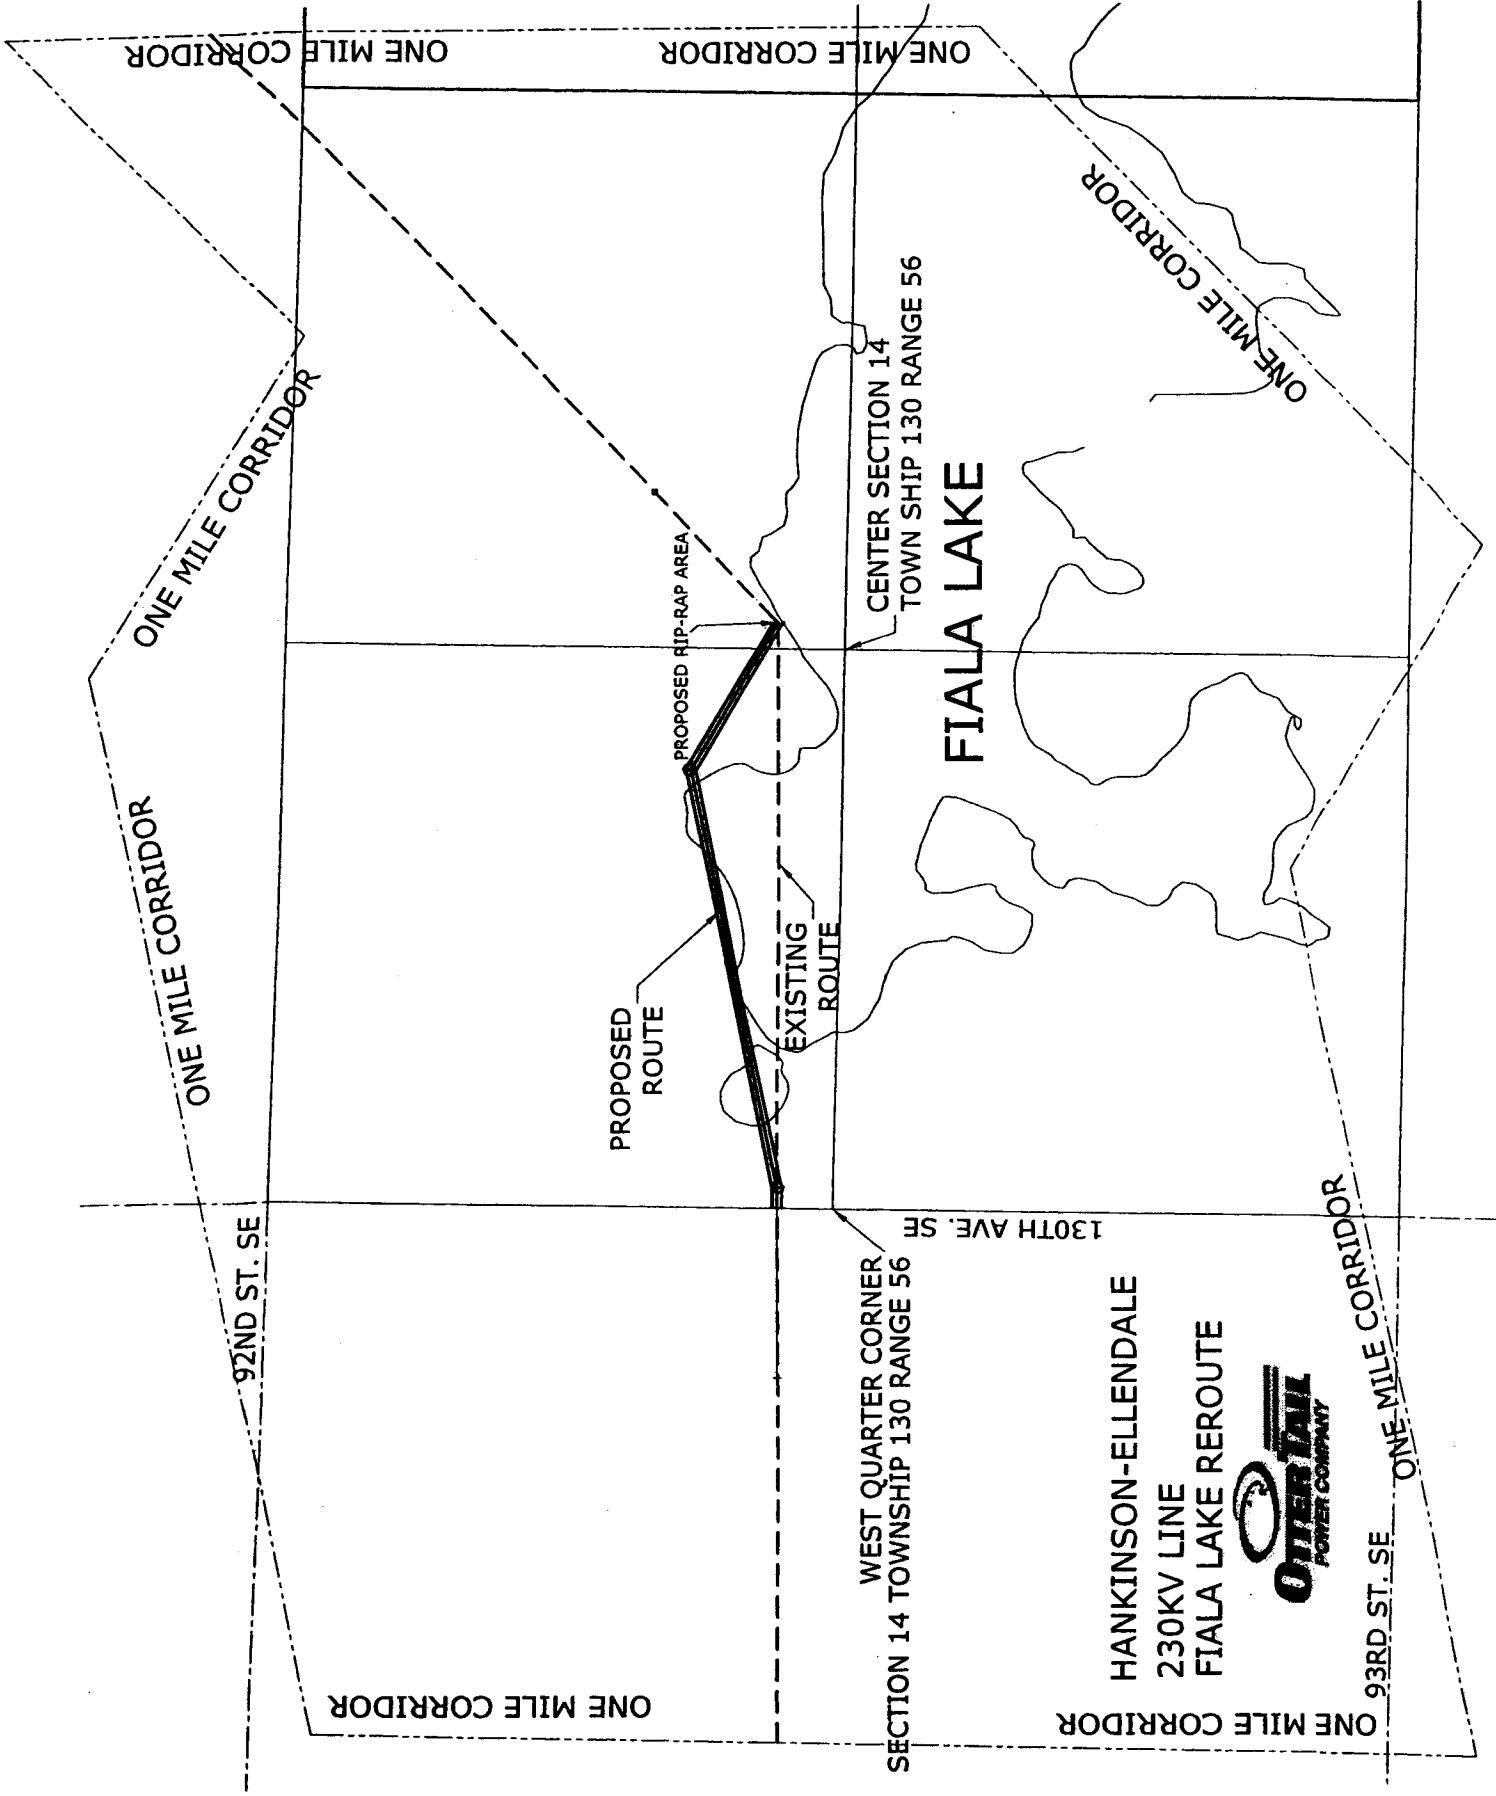 ONE MILE CORRIDOR
ONE MILE CORRIDOR
ONE MILE CORRIDOR
ONE MILE CORRIDOR
92ND ST. SE
ONE MILE CORRIDOR
PROPOSED
ROUTE
PROPOSED RIP-RAP AREA
EXISTING
ROUTE
CENTER SECTION 14
TOWN SHIP 130 RANGE 56
FIALA LAKE
WEST QUARTER CORNER
SECTION 14 TOWNSHIP 130 RANGE 56
130TH AVE. SE
ONE MILE CORRIDOR
HANKINSON-ELLENDALE
230KV LINE
FIALA LAKE REROUTE
OTTER TAIL
POWER COMPANY
ONE MILE CORRIDOR
93RD ST. SE
ONE MILE CORRIDOR